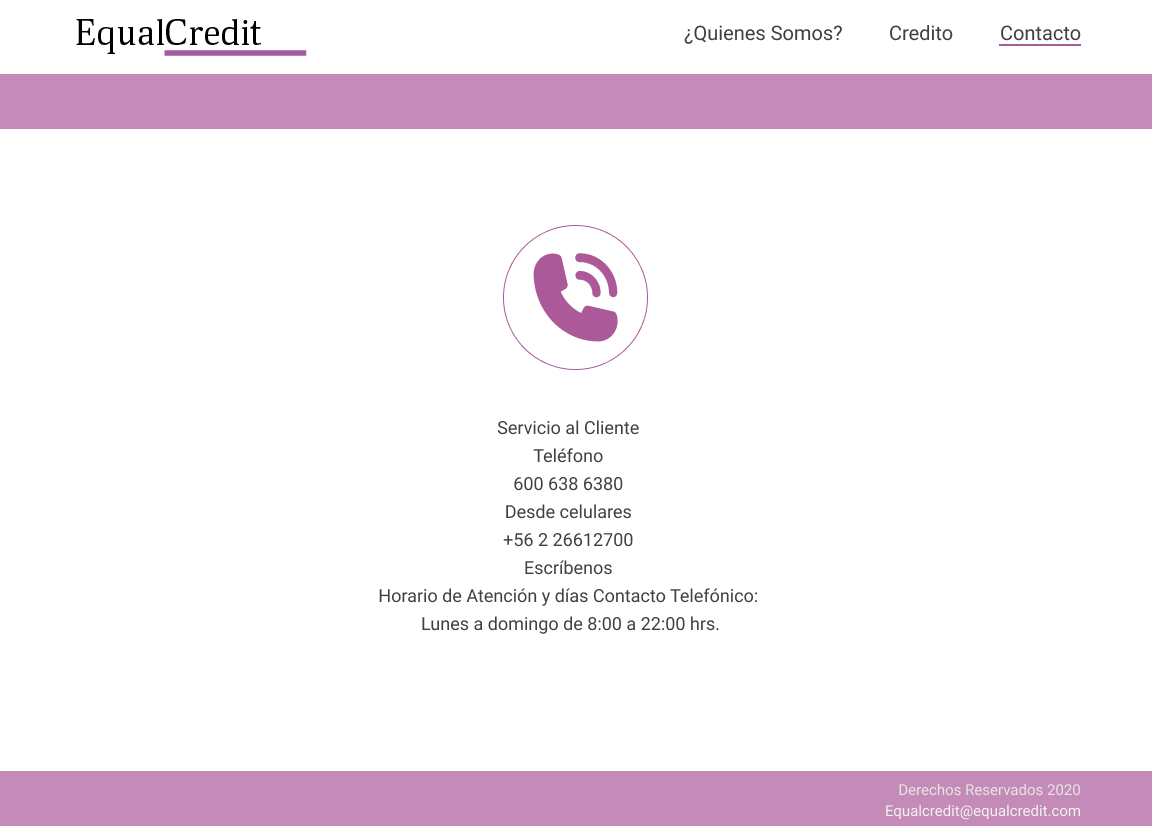 EqualCredit
¿Quienes Somos? Credito Contacto
Servicio al Cliente
Teléfono
600 638 6380
Desde celulares
+56 2 26612700
Escríbenos
Horario de Atención y días Contacto Telefónico:
Lunes a domingo de 8:00 a 22:00 hrs.
Derechos Reservados 2020
Equalcredit@equalcredit.com